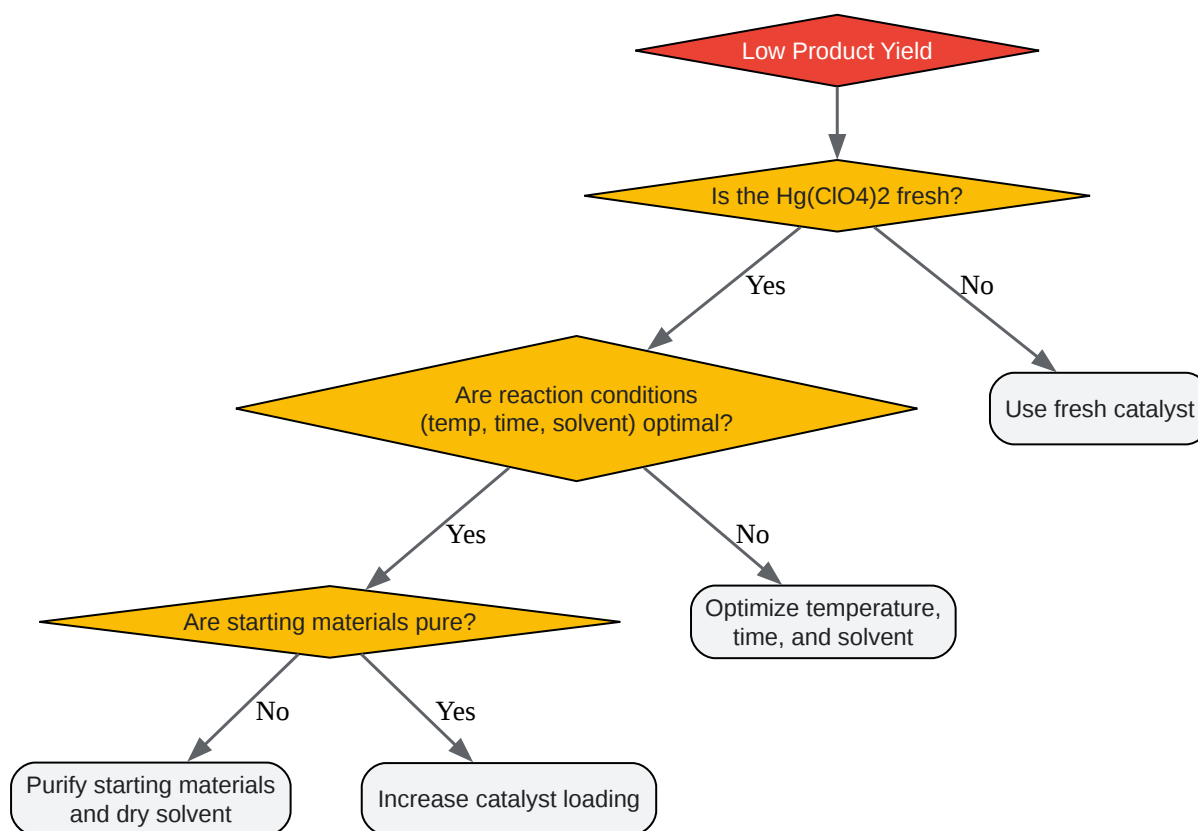 Low Product Yield
Is the Hg(ClO4)2 fresh?
Yes
No
Are reaction conditions
(temp, time, solvent) optimal?
Use fresh catalyst
Yes
No
Are starting materials pure?
Optimize temperature,
time, and solvent
No
Yes
Purify starting materials
and dry solvent
Increase catalyst loading